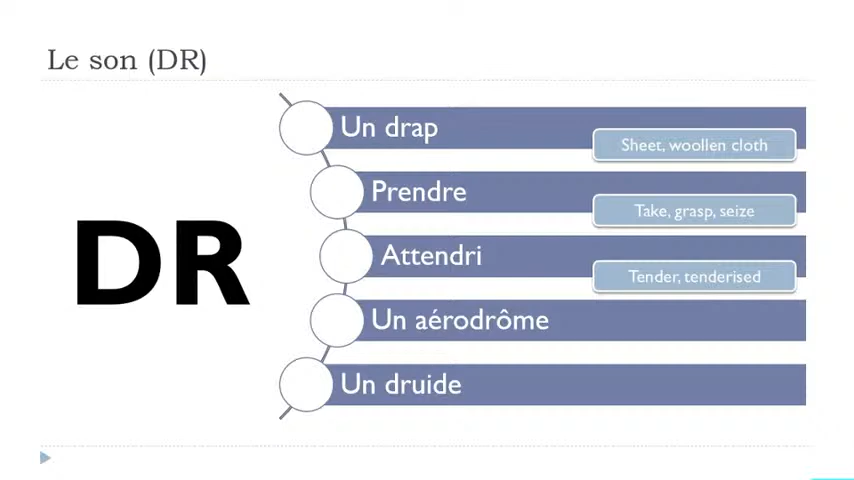 Le son (DR)
DR
Un drap
Sheet, woollen cloth
Prendre
Take, grasp, seize
Attendri
Tender, tenderised
Un aérodrôme
Un druide